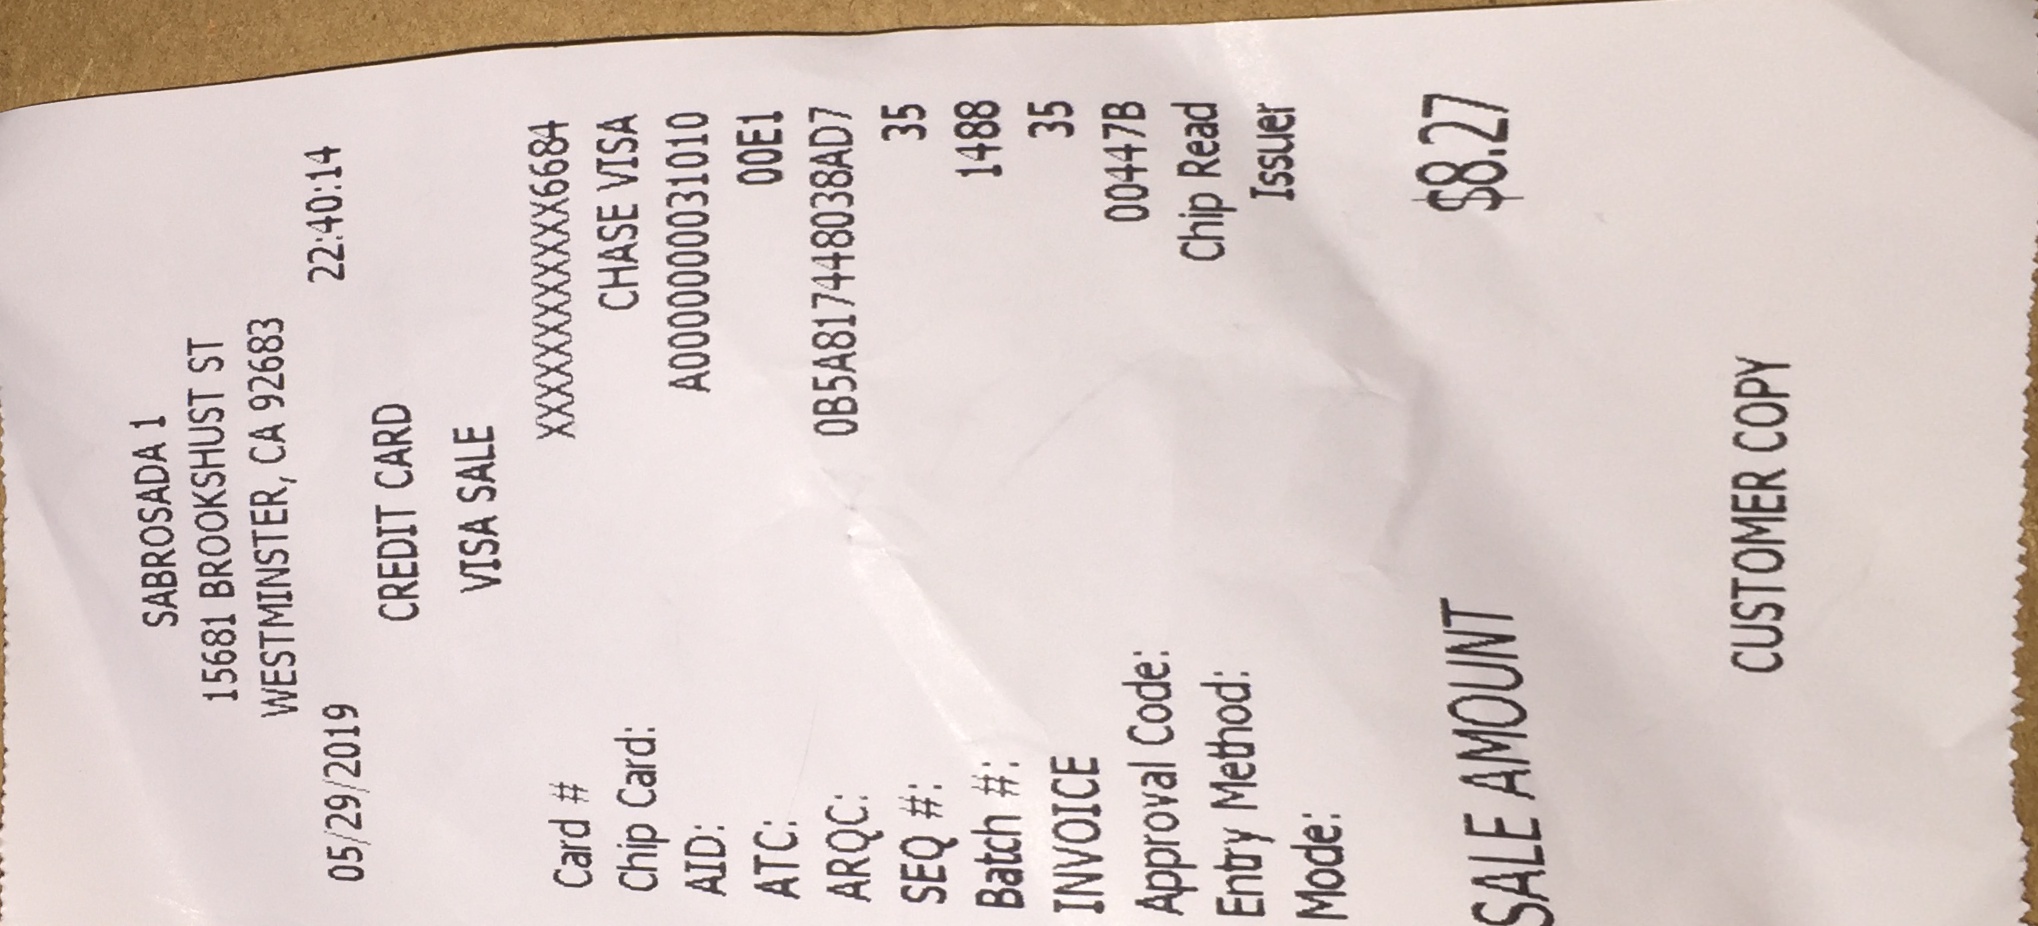 SABROSADA 1
15681 BROOKSHUST ST
WESTMINSTER, CA 92683
05/29/2019 22:40:14
CREDIT CARD
VISA SALE
Card # XXXXXXXXXXXX6684
Chip Card: CHASE VISA
AID: A0000000031010
ATC: 00E1
ARQC: 0B5A817448038AD7
SEQ #: 35
Batch #: 1488
INVOICE 35
Approval Code: 00447B
Entry Method: Chip Read
Mode: Issuer
SALE AMOUNT $8.27
CUSTOMER COPY